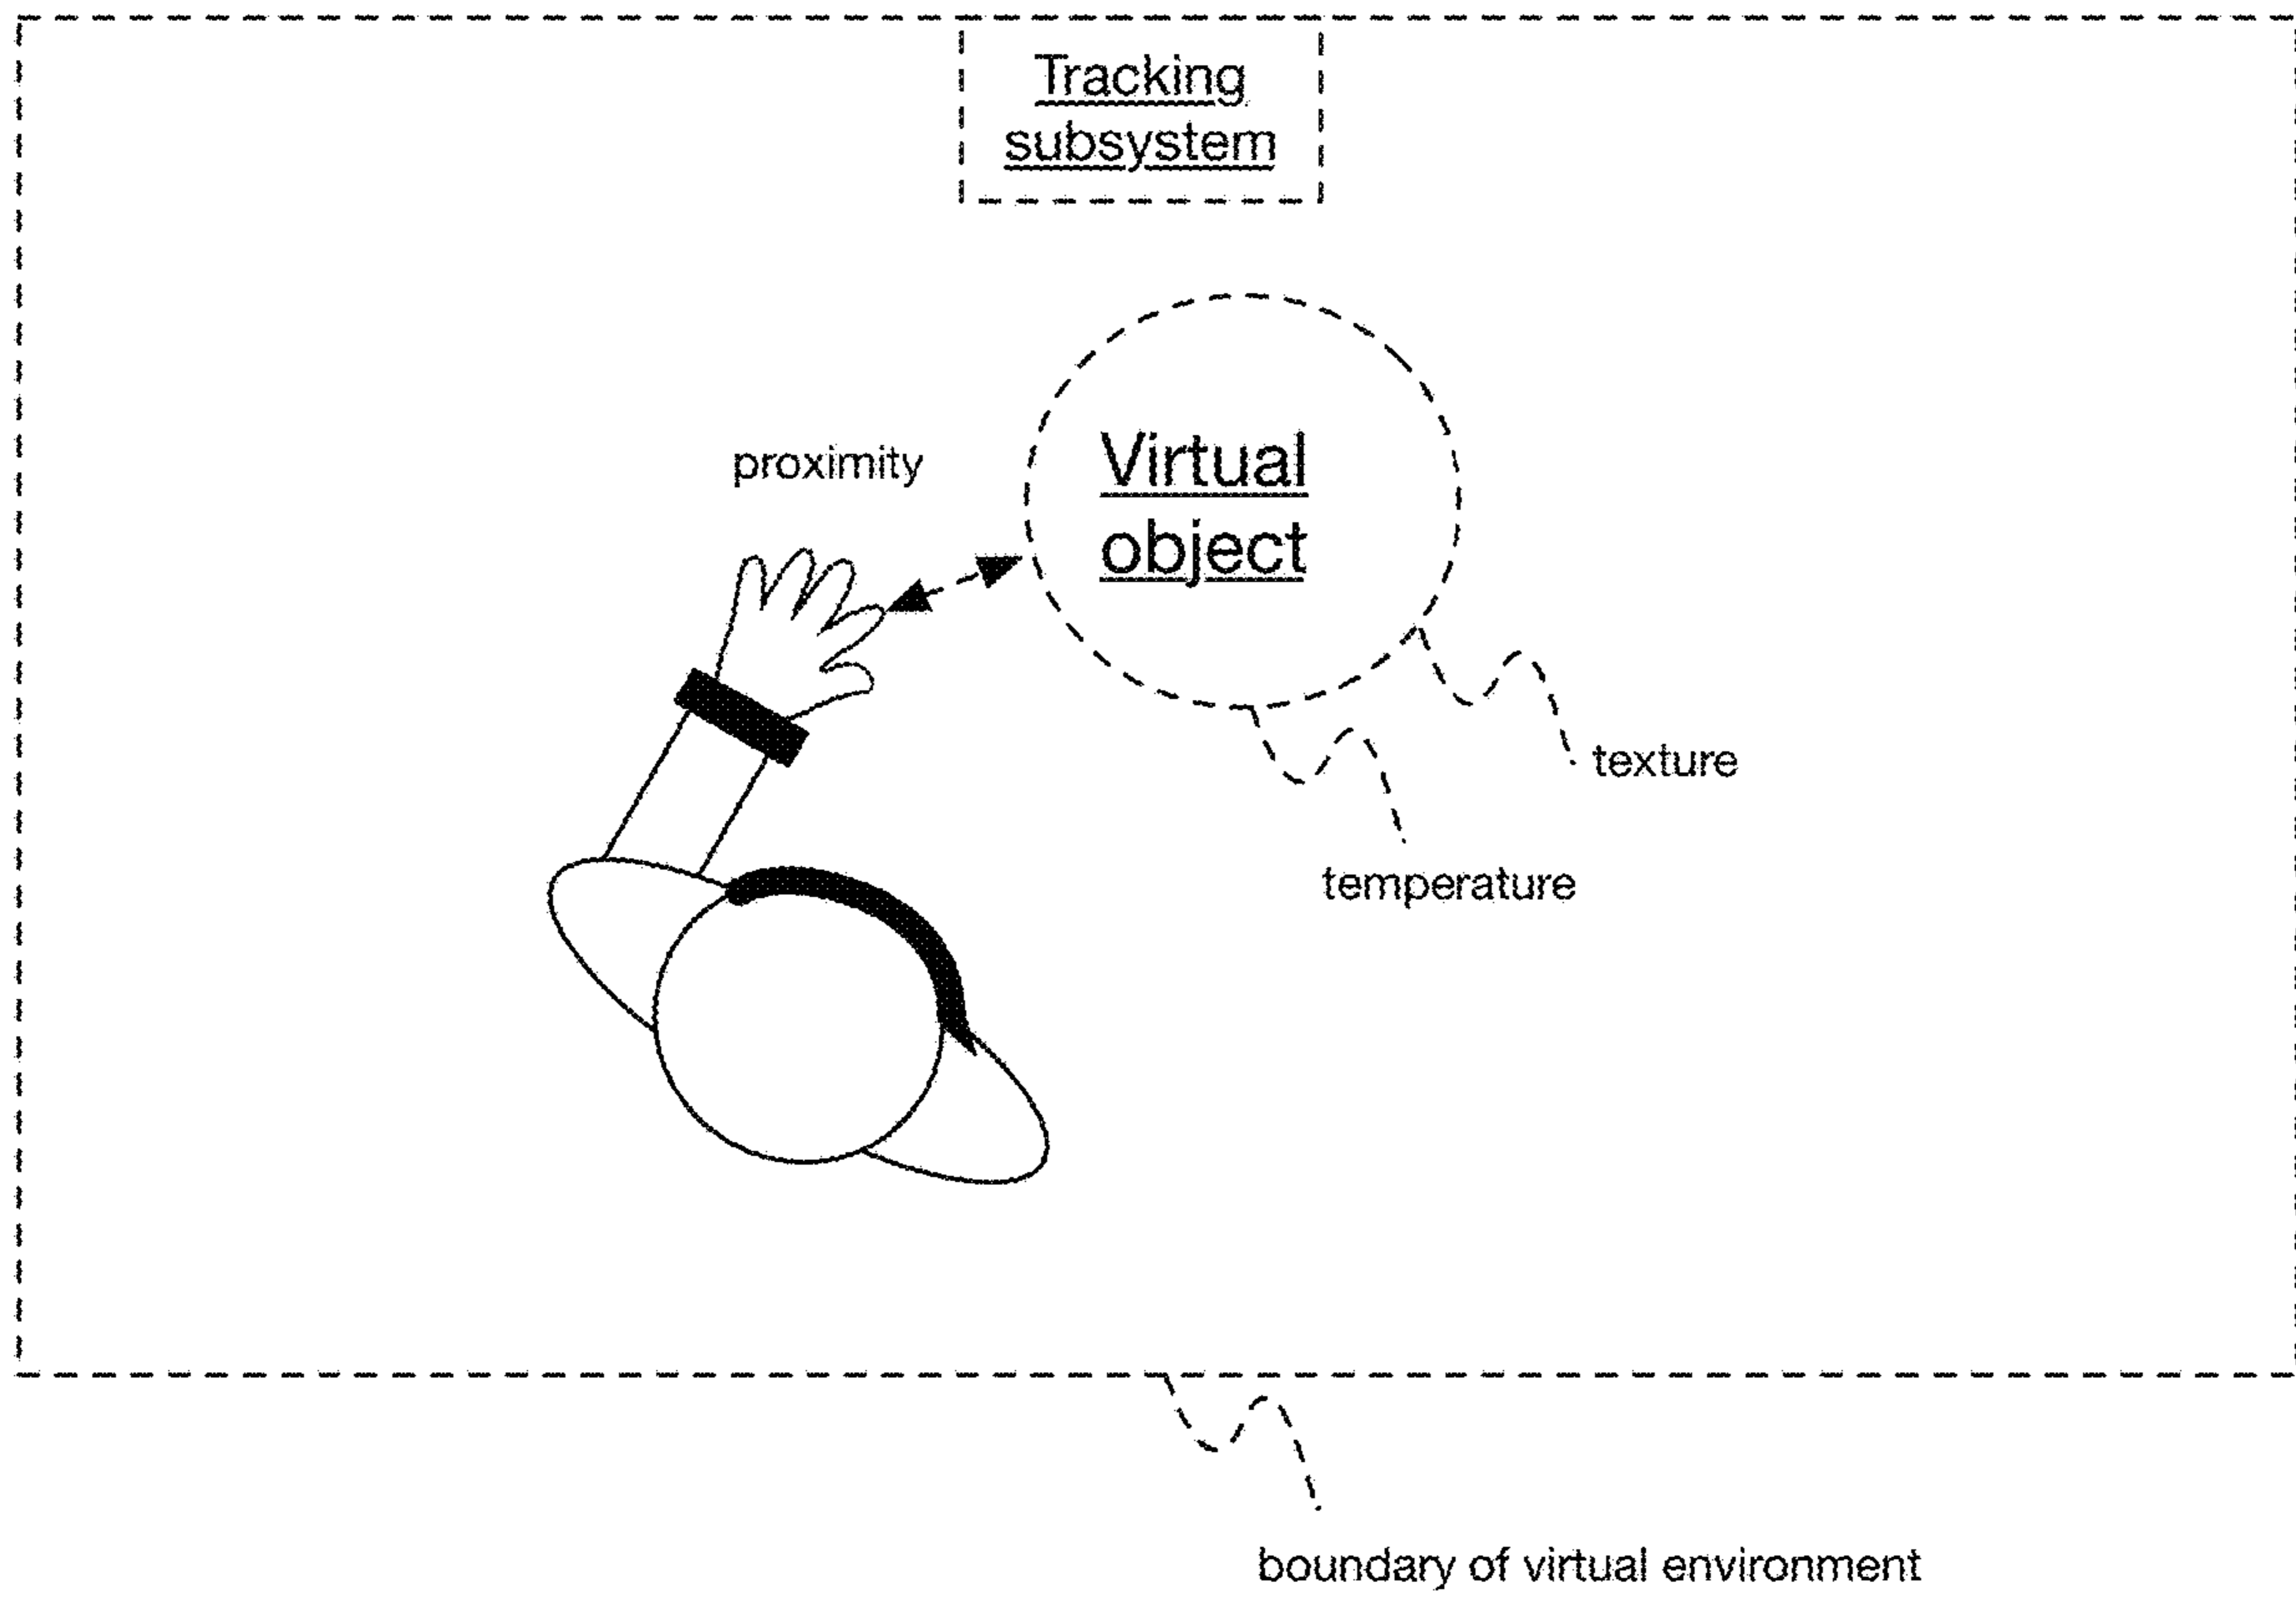 Tracking
subsystem
proximity
Virtual
object
texture
temperature
boundary of virtual environment